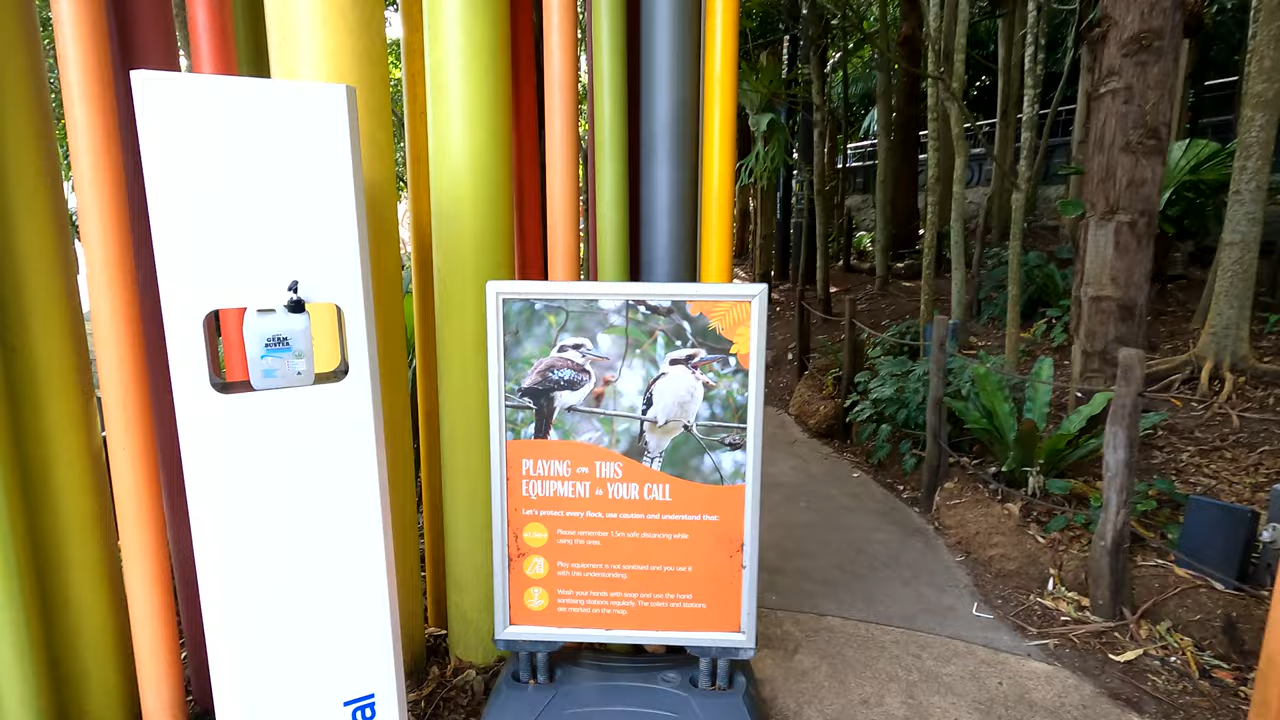 GERM
BUSTER
PLAYING on THIS
EQUIPMENT is YOUR CALL
Let's protect every flock, use caution and understand that:
Please remember 1.5m safe distancing while
using this area.
Play equipment is not sanitised and you use it
with this understanding.
Wash your hands with soap and use the hand
sanitising stations regularly. The toilets and stations
are marked on the map.
al